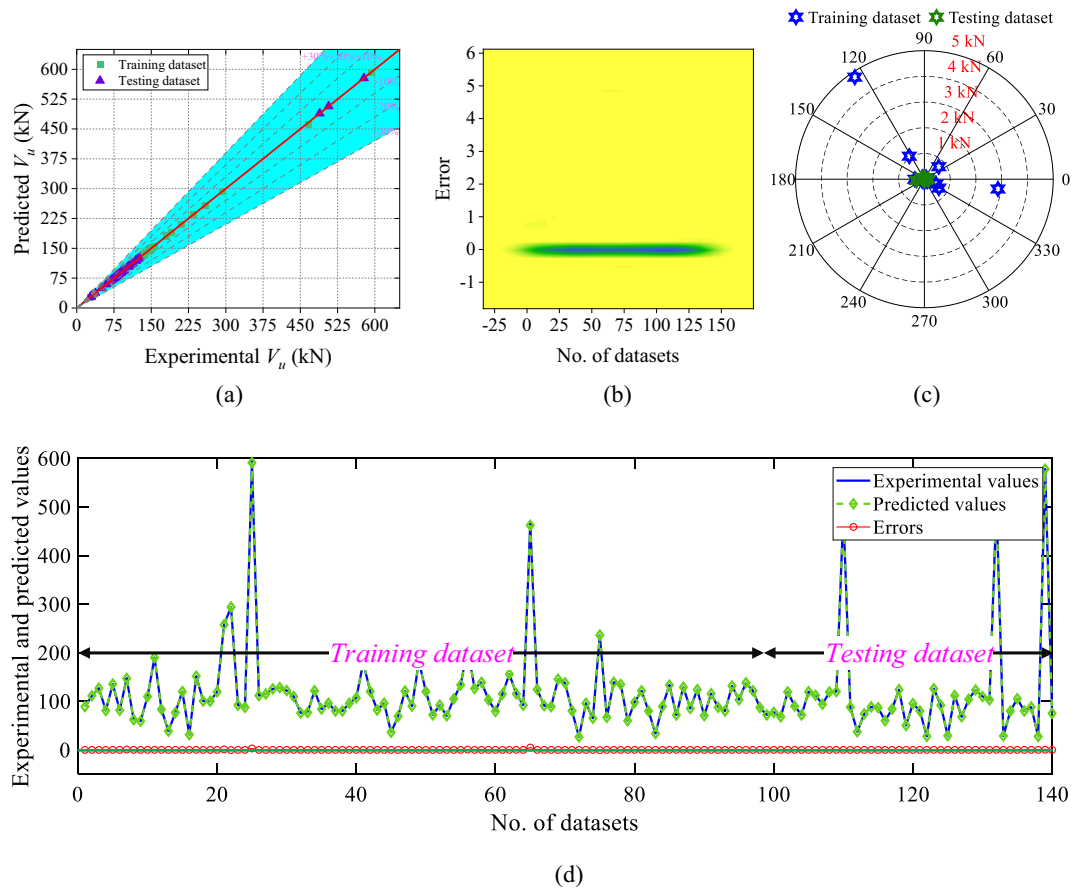 Training dataset
Testing dataset
Predicted V_u (kN)
600
525
450
375
300
225
150
75
0
0 75 150 225 300 375 450 525 600
Experimental V_u (kN)
(a)
Error
6
5
4
3
2
1
0
-1
-25 0 25 50 75 100 125 150
No. of datasets
(b)
Training dataset Testing dataset
90
120 60
150 30
180 0
210 330
240 300
270
5 kN
4 kN
3 kN
2 kN
1 kN
(c)
Experimental and predicted values
600
500
400
300
200
100
0
Experimental values
Predicted values
Errors
Training dataset Testing dataset
0 20 40 60 80 100 120 140
No. of datasets
(d)